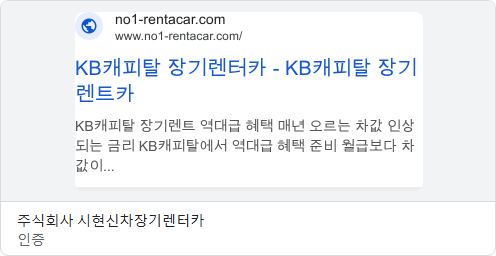 no1-rentacar.com
www.no1-rentacar.com/
KB캐피탈 장기렌터카 - KB캐피탈 장기
렌트카
KB캐피탈 장기렌트 역대급 혜택 매년 오르는 차값 인상
되는 금리 KB캐피탈에서 역대급 혜택 준비 월급보다 차
값이...
주식회사 시현신차장기렌터카
인증